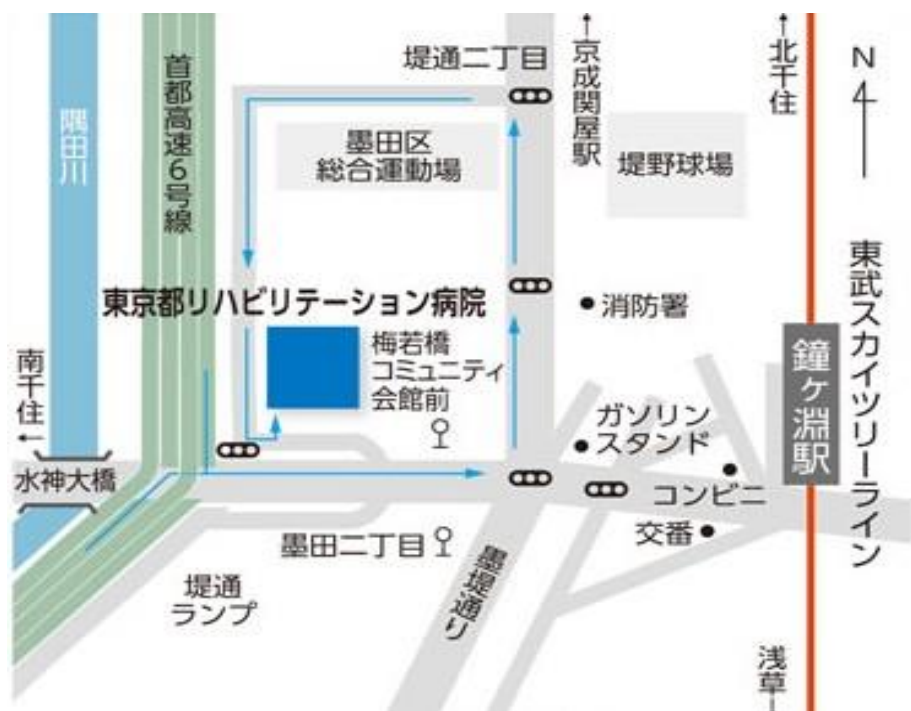 隅田川
首都高速6号線
堤通二丁目
↑京成関屋駅
↑北千住
N
墨田区
総合運動場
堤野球場
東京都リハビリテーション病院
消防署
東武スカイツリーライン
鐘ヶ淵駅
南千住←
梅若橋
コミュニティ
会館前
ガソリン
スタンド
水神大橋
コンビニ
交番
墨田二丁目
堤通
ランプ
墨堤通り
浅草→